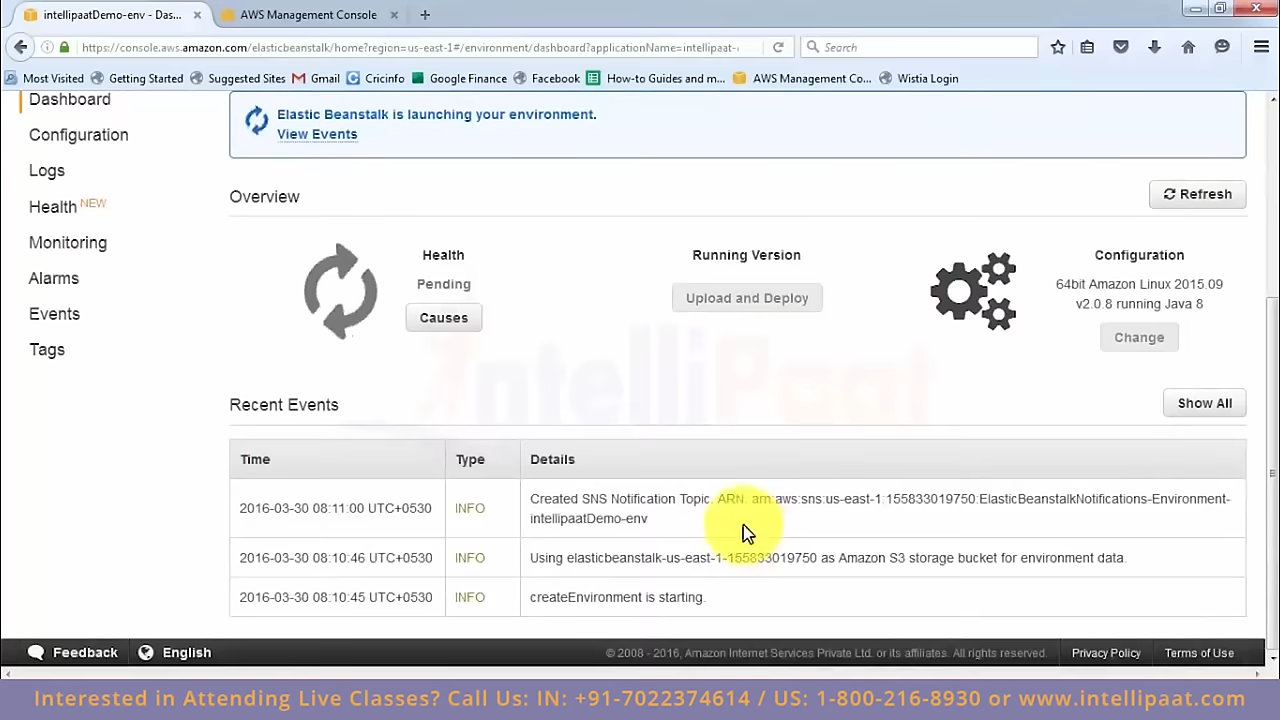 intellipaatDemo-env - Das...
AWS Management Console
https://console.aws.amazon.com/elasticbeanstalk/home?region=us-east-1#/environment/dashboard?applicationName=intellipaat-
Search
Most Visited
Getting Started
Suggested Sites
Gmail
Cricinfo
Google Finance
Facebook
How-to Guides and m...
AWS Management Co...
Wistia Login
Dashboard
Configuration
Logs
Health NEW
Monitoring
Alarms
Events
Tags
Elastic Beanstalk is launching your environment.
View Events
Overview
Refresh
Health
Pending
Causes
Running Version
Upload and Deploy
Configuration
64bit Amazon Linux 2015.09
v2.0.8 running Java 8
Change
IntelliPaat
Recent Events
Show All
Time Type Details
2016-03-30 08:11:00 UTC+0530 INFO Created SNS Notification Topic. ARN: arn:aws:sns:us-east-1:155833019750:ElasticBeanstalkNotifications-Environment-
intellipaatDemo-env
2016-03-30 08:10:46 UTC+0530 INFO Using elasticbeanstalk-us-east-1-155833019750 as Amazon S3 storage bucket for environment data.
2016-03-30 08:10:45 UTC+0530 INFO createEnvironment is starting.
Feedback
English
© 2008 - 2016, Amazon Internet Services Private Ltd. or its affiliates. All rights reserved.
Privacy Policy
Terms of Use
Interested in Attending Live Classes? Call Us: IN: +91-7022374614 / US: 1-800-216-8930 or www.intellipaat.com